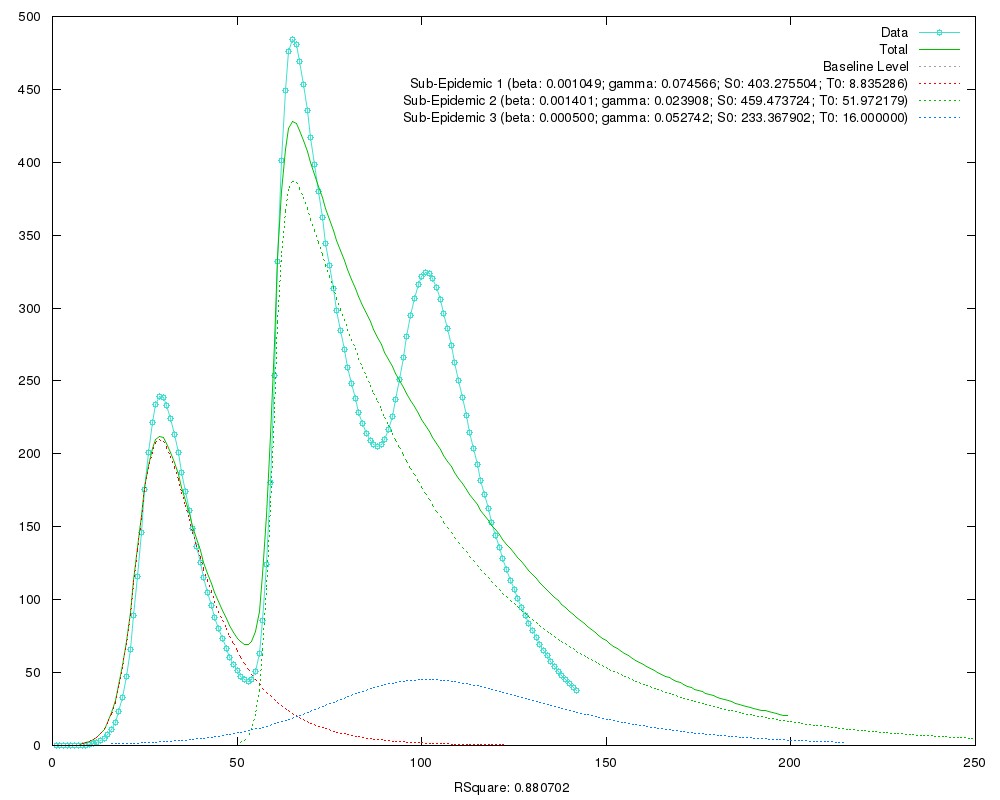 500
450
400
350
300
250
200
150
100
50
0
0 50 100 150 200 250
Data
Total
Baseline Level
Sub-Epidemic 1 (beta: 0.001049; gamma: 0.074566; S0: 403.275504; T0: 8.835286)
Sub-Epidemic 2 (beta: 0.001401; gamma: 0.023908; S0: 459.473724; T0: 51.972179)
Sub-Epidemic 3 (beta: 0.000500; gamma: 0.052742; S0: 233.367902; T0: 16.000000)
RSquare: 0.880702